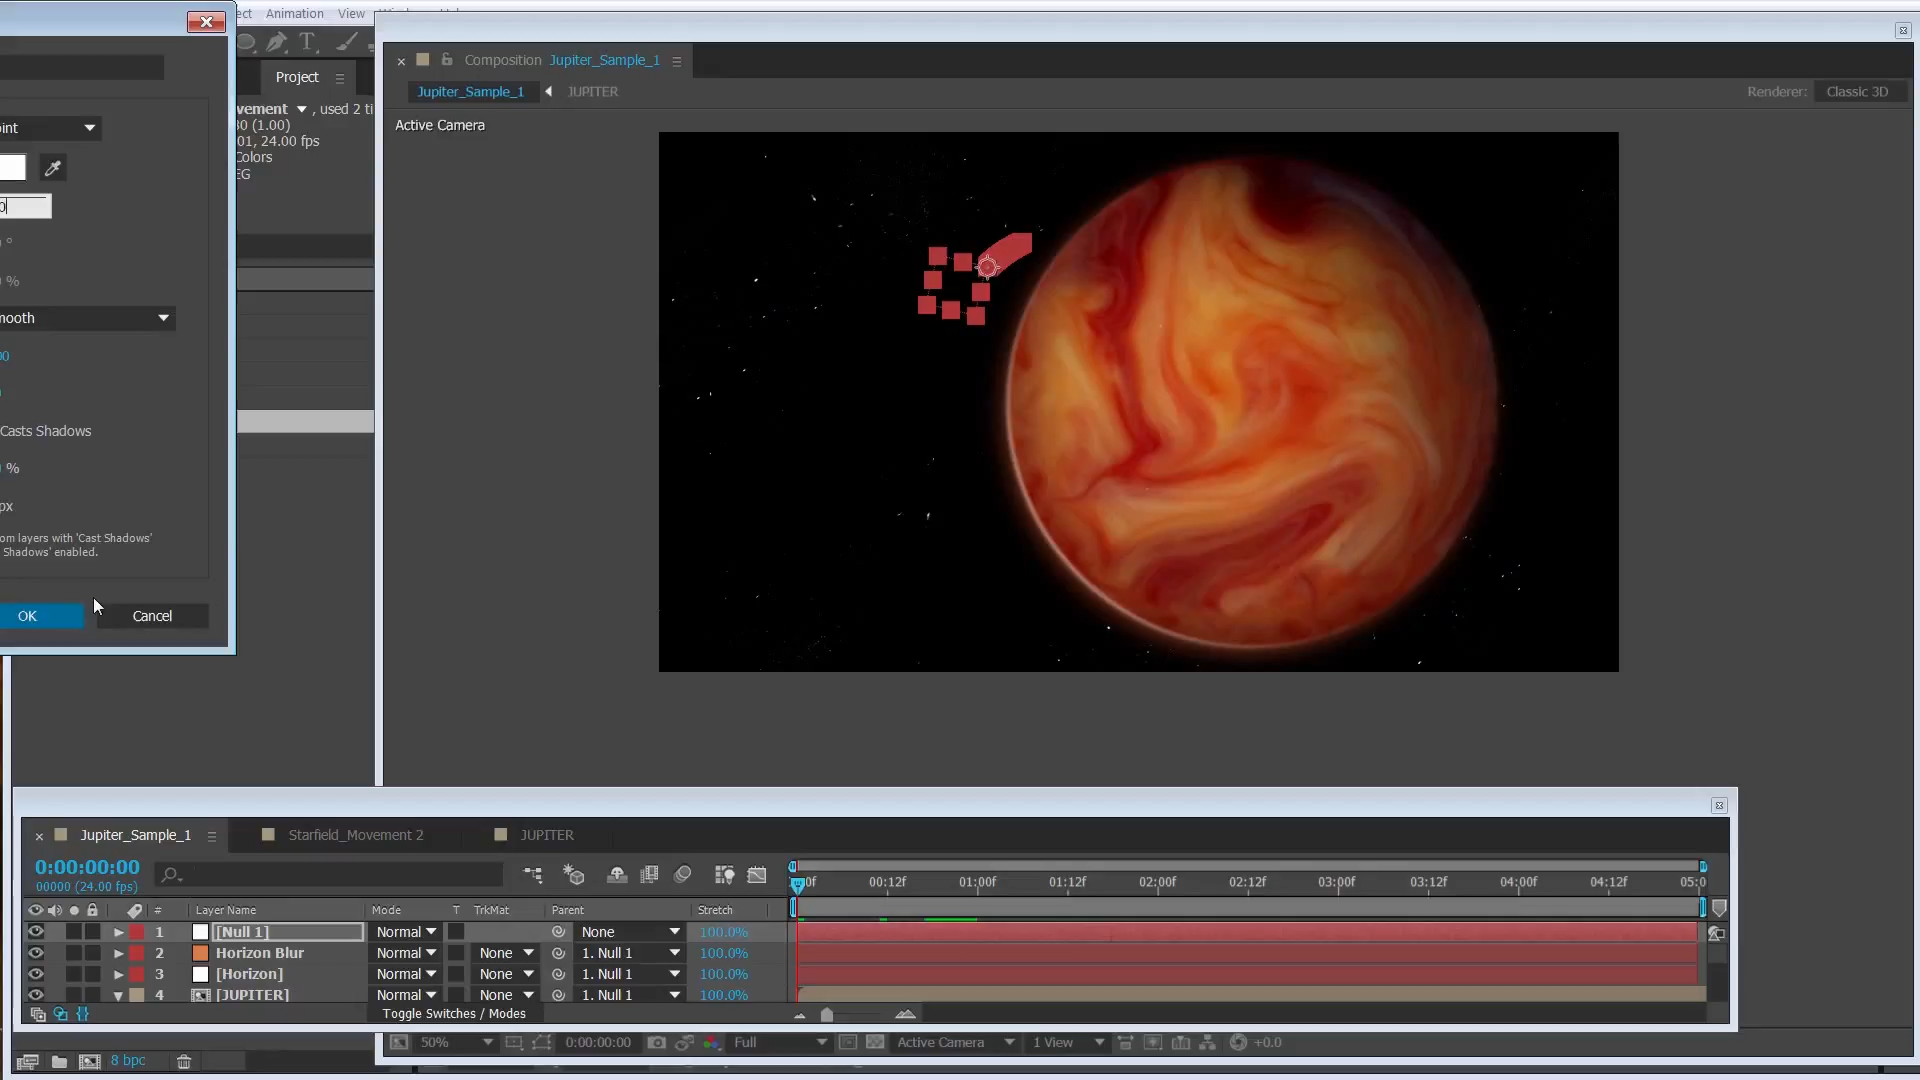 ect Animation View
Project
vement , used 2 ti
30 (1.00)
01, 24.00 fps
Colors
EG
oint
0
°
%
mooth
00
Casts Shadows
%
px
om layers with 'Cast Shadows'
Shadows' enabled.
OK Cancel
Composition Jupiter_Sample_1
Jupiter_Sample_1 JUPITER
Renderer: Classic 3D
Active Camera
Jupiter_Sample_1 Starfield_Movement 2 JUPITER
0:00:00:00
00000 (24.00 fps)
0f 00:12f 01:00f 01:12f 02:00f 02:12f 03:00f 03:12f 04:00f 04:12f 05:0
# Layer Name Mode T TrkMat Parent Stretch
1 [Null 1] Normal None 100.0%
2 Horizon Blur Normal None 1. Null 1 100.0%
3 [Horizon] Normal None 1. Null 1 100.0%
4 [JUPITER] Normal None 1. Null 1 100.0%
Toggle Switches / Modes
50% 0:00:00:00 Full Active Camera 1 View +0.0
8 bpc